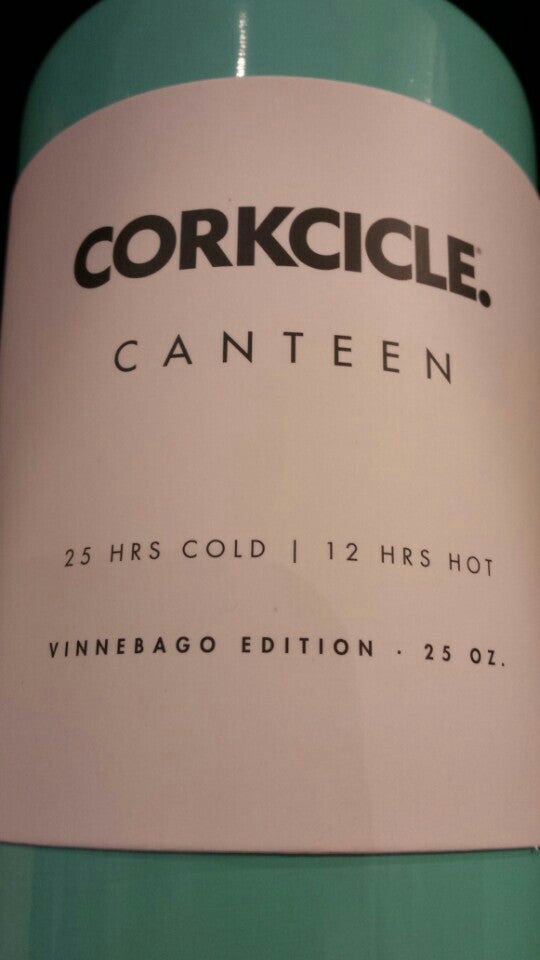 CORKCICLE.
CANTEEN
25 HRS COLD | 12 HRS HOT
VINNEBAGO EDITION · 25 OZ.